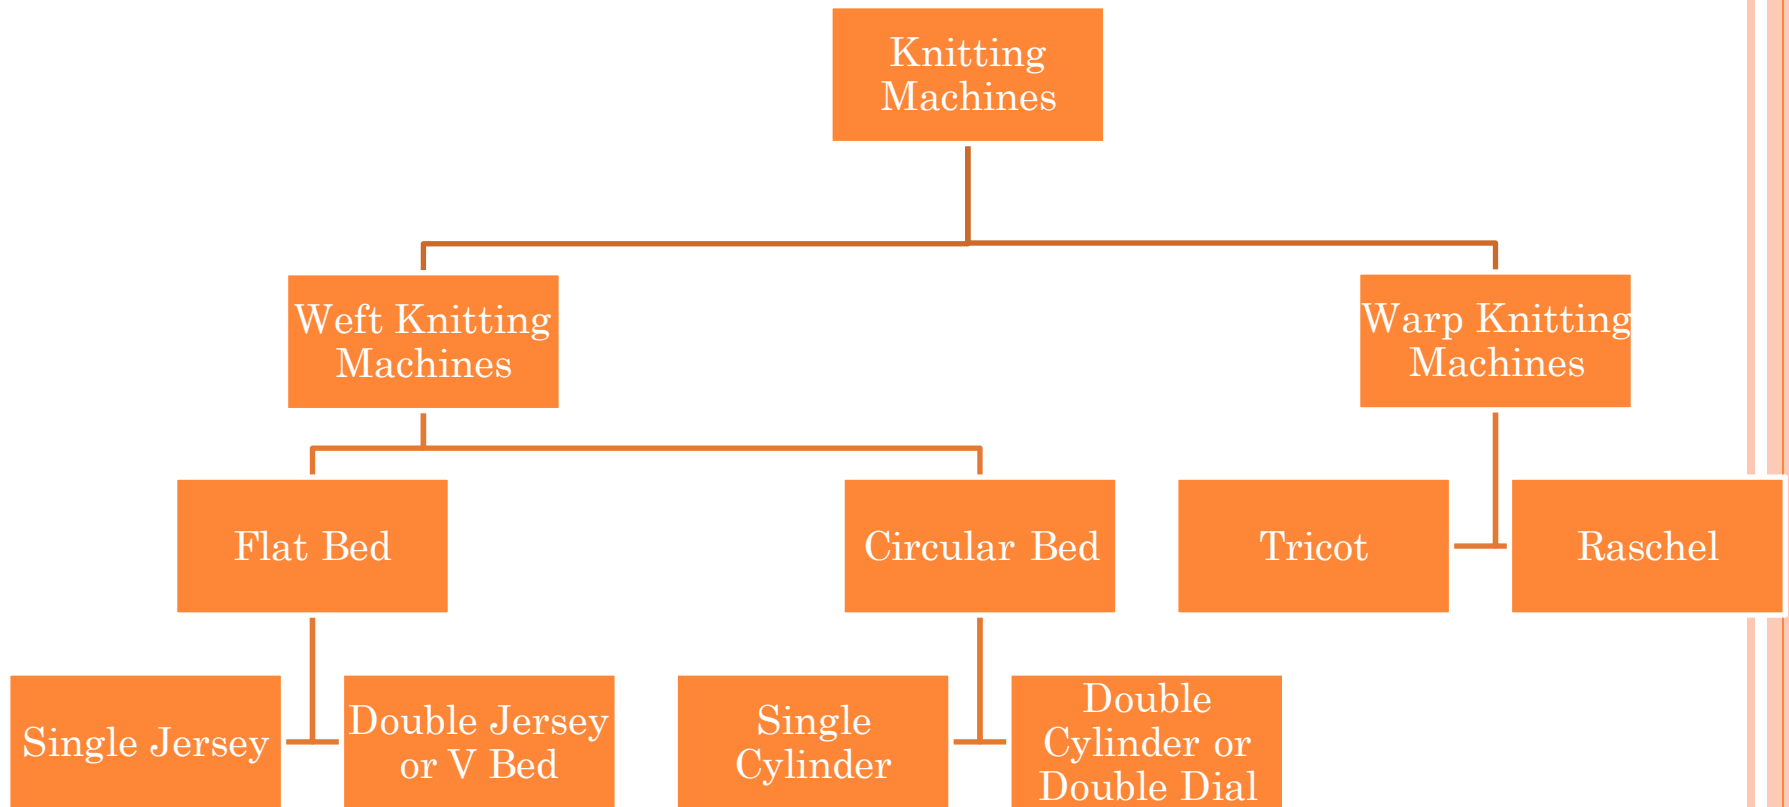 Knitting
Machines
Weft Knitting
Machines
Warp Knitting
Machines
Flat Bed
Circular Bed
Tricot
Raschel
Single Jersey
Double Jersey
or V Bed
Single
Cylinder
Double
Cylinder or
Double Dial